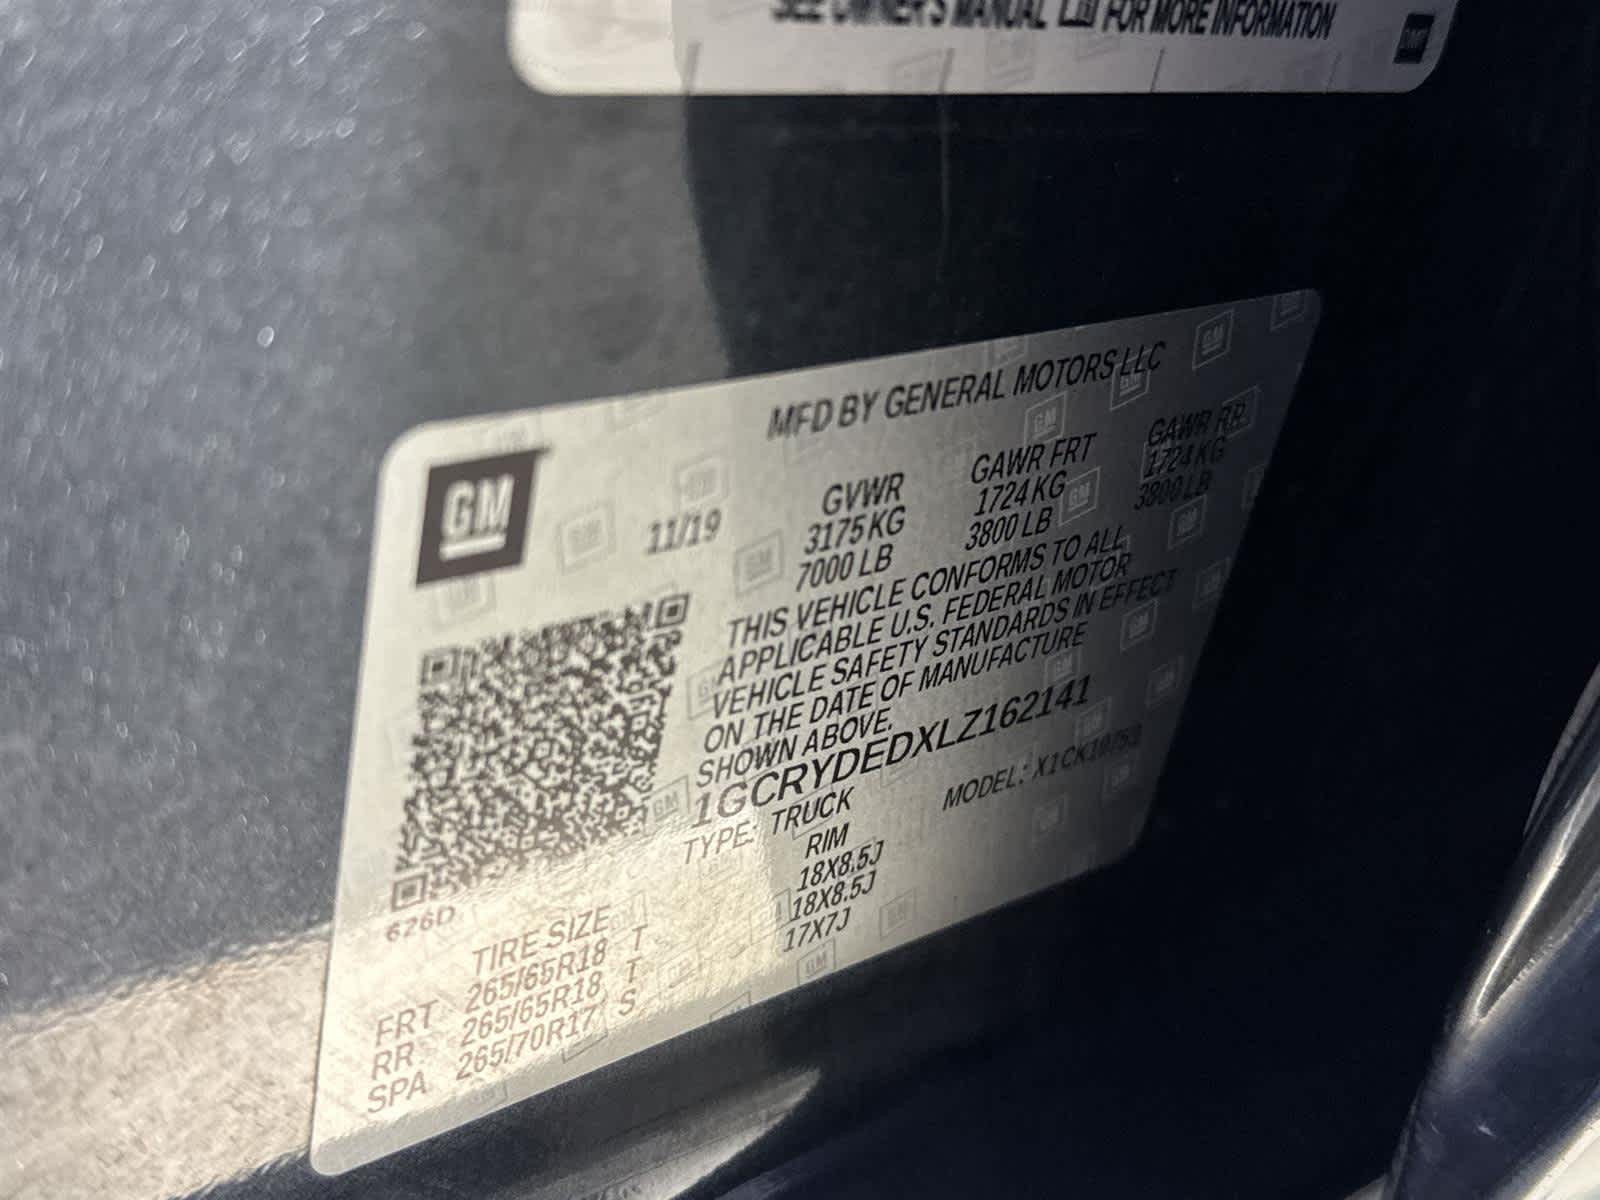 SEE OWNER'S MANUAL FOR MORE INFORMATION
GM
MFD BY GENERAL MOTORS LLC
11/19
GVWR GAWR FRT GAWR RR
3175 KG 1724 KG 1724 KG
7000 LB 3800 LB 3800 LB
THIS VEHICLE CONFORMS TO ALL
APPLICABLE U.S. FEDERAL MOTOR
VEHICLE SAFETY STANDARDS IN EFFECT
ON THE DATE OF MANUFACTURE
SHOWN ABOVE.
1GCRYDEDXLZ162141
TYPE: TRUCK MODEL:
626D
TIRE SIZE RIM
FRT 265/65R18 T 18X8.5J
RR 265/65R18 T 18X8.5J
SPA 265/70R17 S 17X7J